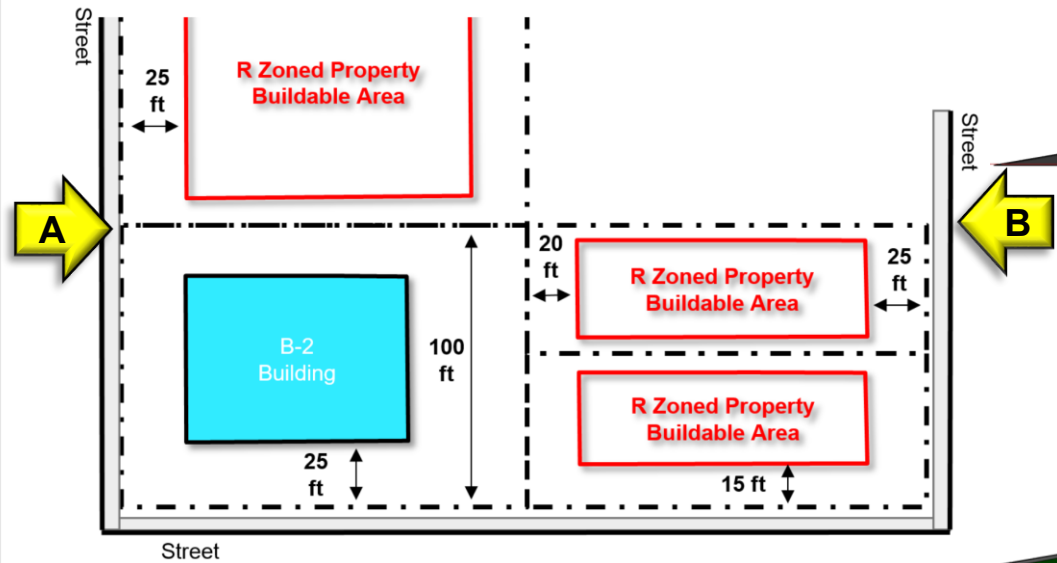 Street
25
ft
R Zoned Property
Buildable Area
Street
A
B
20
ft
R Zoned Property
Buildable Area
25
ft
B-2
Building
100
ft
R Zoned Property
Buildable Area
25
ft
15 ft
Street